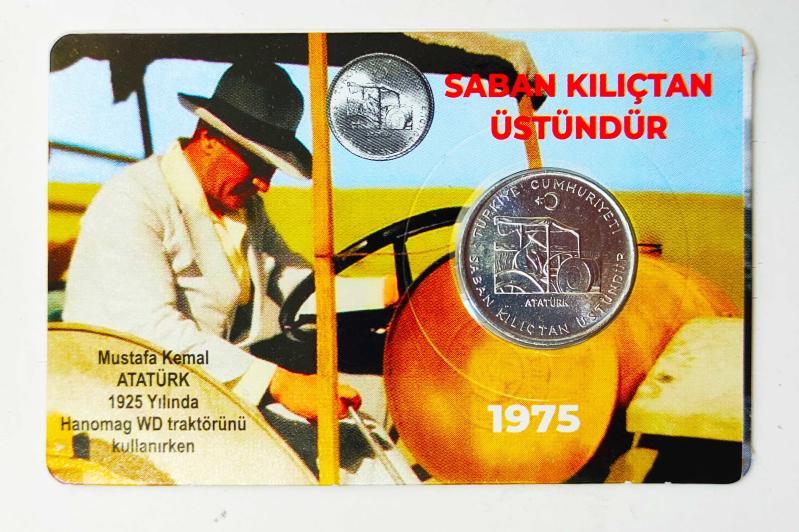 SABAN KILIÇTAN
ÜSTÜNDÜR
TÜRKİYE CUMHURİYETİ
ATATÜRK
SABAN KILIÇTAN ÜSTÜNDÜR
Mustafa Kemal
ATATÜRK
1925 Yılında
Hanomag WD traktörünü
kullanırken
1975